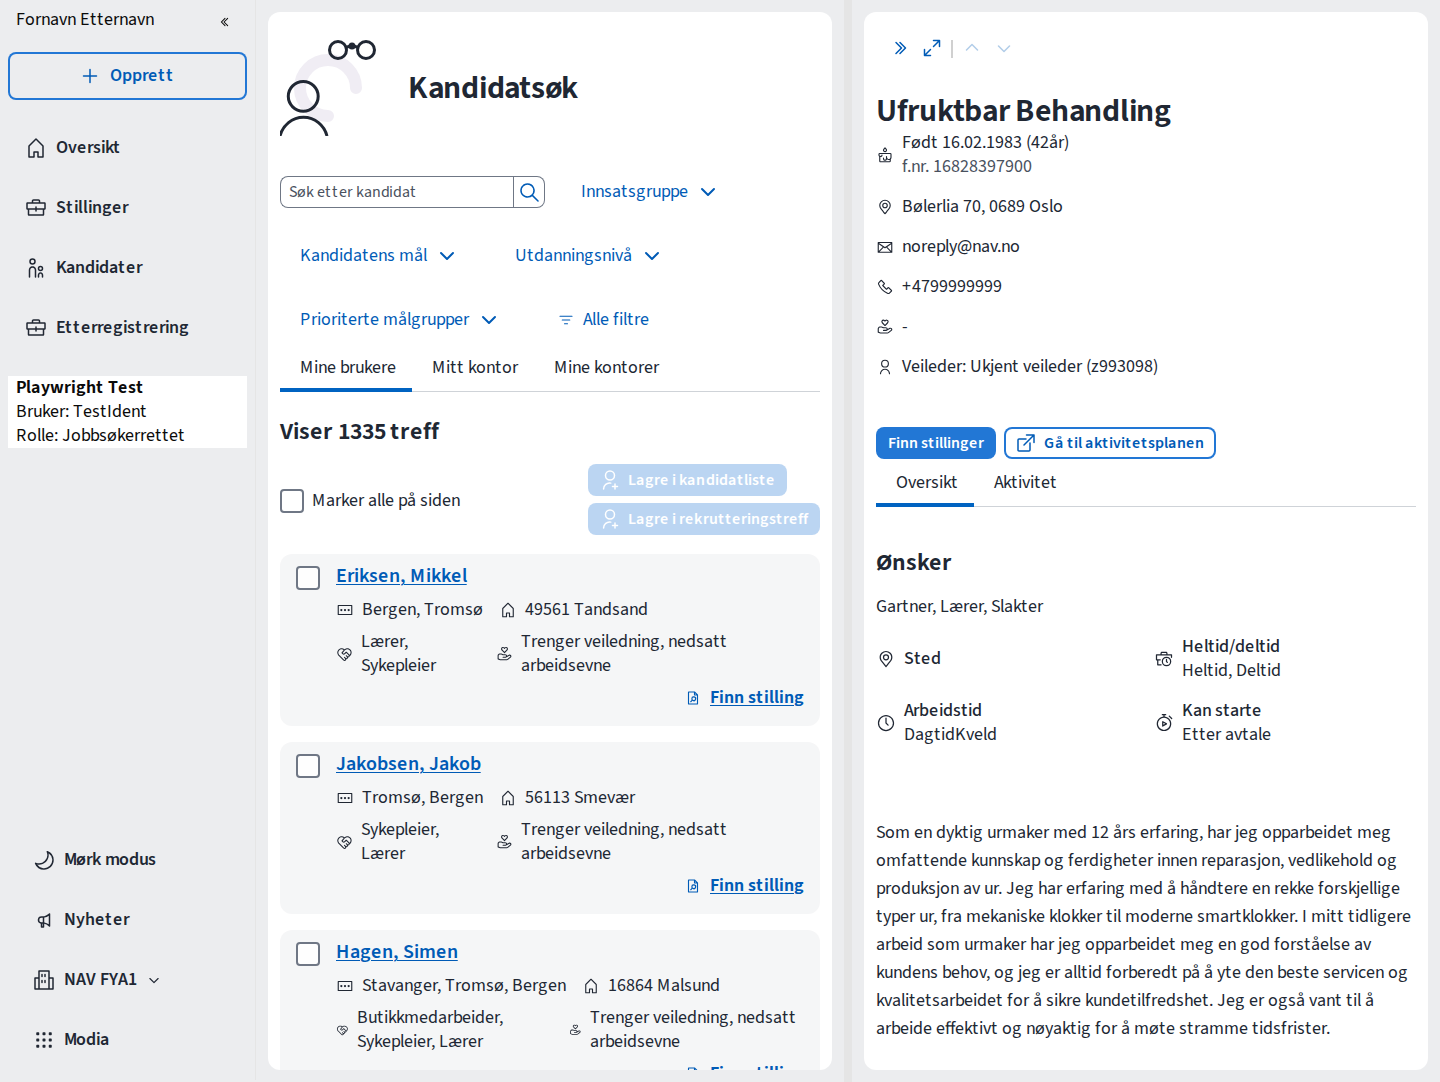 Fornavn Etternavn
Opprett
Oversikt
Stillinger
Kandidater
Etterregistrering
Playwright Test
Bruker: TestIdent
Rolle: Jobbsøkerrettet
Mørk modus
Nyheter
NAV FYA1
Modia
Kandidatsøk
Søk etter kandidat
Innsatsgruppe
Kandidatens mål
Utdanningsnivå
Prioriterte målgrupper
Alle filtre
Mine brukere
Mitt kontor
Mine kontorer
Viser 1335 treff
Marker alle på siden
Lagre i kandidatliste
Lagre i rekrutteringstreff
Eriksen, Mikkel
Bergen, Tromsø
49561 Tandsand
Lærer,
Sykepleier
Trenger veiledning, nedsatt
arbeidsevne
Finn stilling
Jakobsen, Jakob
Tromsø, Bergen
56113 Smevær
Sykepleier,
Lærer
Trenger veiledning, nedsatt
arbeidsevne
Finn stilling
Hagen, Simen
Stavanger, Tromsø, Bergen
16864 Malsund
Butikkmedarbeider,
Sykepleier, Lærer
Trenger veiledning, nedsatt
arbeidsevne
Finn stilling
Ufruktbar Behandling
Født 16.02.1983 (42år)
f.nr. 16828397900
Bølerlia 70, 0689 Oslo
noreply@nav.no
+4799999999
-
Veileder: Ukjent veileder (z993098)
Finn stillinger
Gå til aktivitetsplanen
Oversikt
Aktivitet
Ønsker
Gartner, Lærer, Slakter
Sted
Heltid/deltid
Heltid, Deltid
Arbeidstid
DagtidKveld
Kan starte
Etter avtale
Som en dyktig urmaker med 12 års erfaring, har jeg opparbeidet meg
omfattende kunnskap og ferdigheter innen reparasjon, vedlikehold og
produksjon av ur. Jeg har erfaring med å håndtere en rekke forskjellige
typer ur, fra mekaniske klokker til moderne smartklokker. I mitt tidligere
arbeid som urmaker har jeg opparbeidet meg en god forståelse av
kundens behov, og jeg er alltid forberedt på å yte den beste servicen og
kvalitetsarbeidet for å sikre kundetilfredshet. Jeg er også vant til å
arbeide effektivt og nøyaktig for å møte stramme tidsfrister.